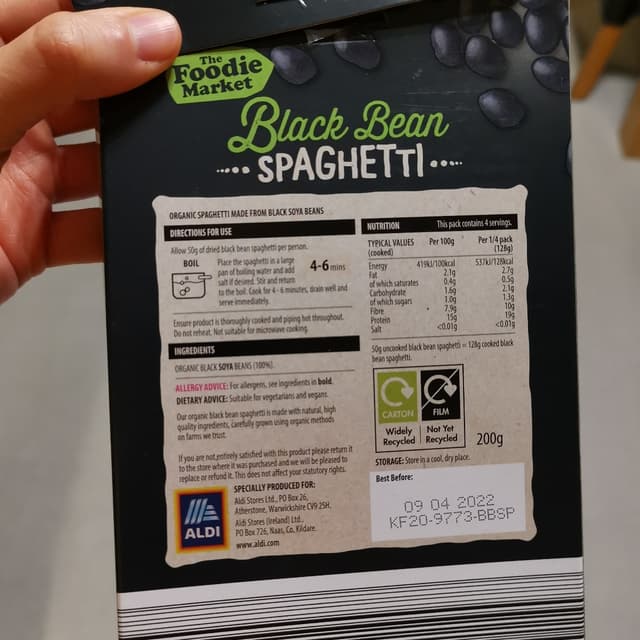 The
Foodie
Market
Black Bean
SPAGHETTI
ORGANIC SPAGHETTI MADE FROM BLACK SOYA BEANS
DIRECTIONS FOR USE
Allow 50g of dried black bean spaghetti per person.
BOIL
Place the spaghetti in a large
pan of boiling water and add
salt if desired. Stir and return
to the boil. Cook for 4-6 minutes, drain well and
serve immediately.
4-6 mins
Ensure product is thoroughly cooked and piping hot throughout.
Do not reheat. Not suitable for microwave cooking.
INGREDIENTS
ORGANIC BLACK SOYA BEANS (100%).
ALLERGY ADVICE: For allergens, see ingredients in bold.
DIETARY ADVICE: Suitable for vegetarians and vegans.
Our organic black bean spaghetti is made with natural, high
quality ingredients, carefully grown using organic methods
on farms we trust.
If you are not entirely satisfied with this product please return it
to the store where it was purchased and we will be pleased to
replace or refund it. This does not affect your statutory rights.
ALDI
SPECIALLY PRODUCED FOR:
Aldi Stores Ltd., PO Box 26,
Atherstone, Warwickshire CV9 2SH.
Aldi Stores (Ireland) Ltd.,
PO Box 726, Naas, Co. Kildare.
www.aldi.com
NUTRITION This pack contains 4 servings.
TYPICAL VALUES Per 100g Per 1/4 pack
(cooked) (128g)
Energy 419kJ/100kcal 537kJ/128kcal
Fat 2.1g 2.7g
of which saturates 0.4g 0.5g
Carbohydrate 1.6g 2.1g
of which sugars 1.0g 1.3g
Fibre 7.9g 10g
Protein 15g 19g
Salt <0.01g <0.01g
50g uncooked black bean spaghetti = 128g cooked black
bean spaghetti.
CARTON FILM
Widely Not Yet
Recycled Recycled
200g
STORAGE: Store in a cool, dry place.
Best Before:
09 04 2022
KF20-9773-BBSP